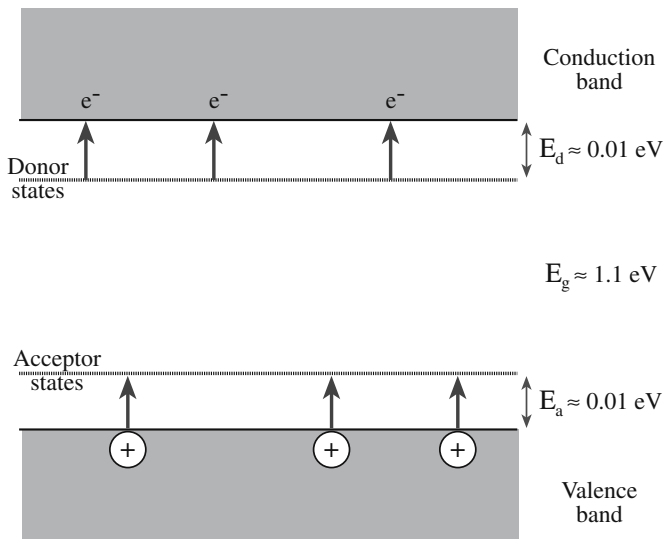 Conduction
band
e⁻ e⁻ e⁻
E_d ≈ 0.01 eV
Donor
states
E_g ≈ 1.1 eV
Acceptor
states
E_a ≈ 0.01 eV
+ + +
Valence
band